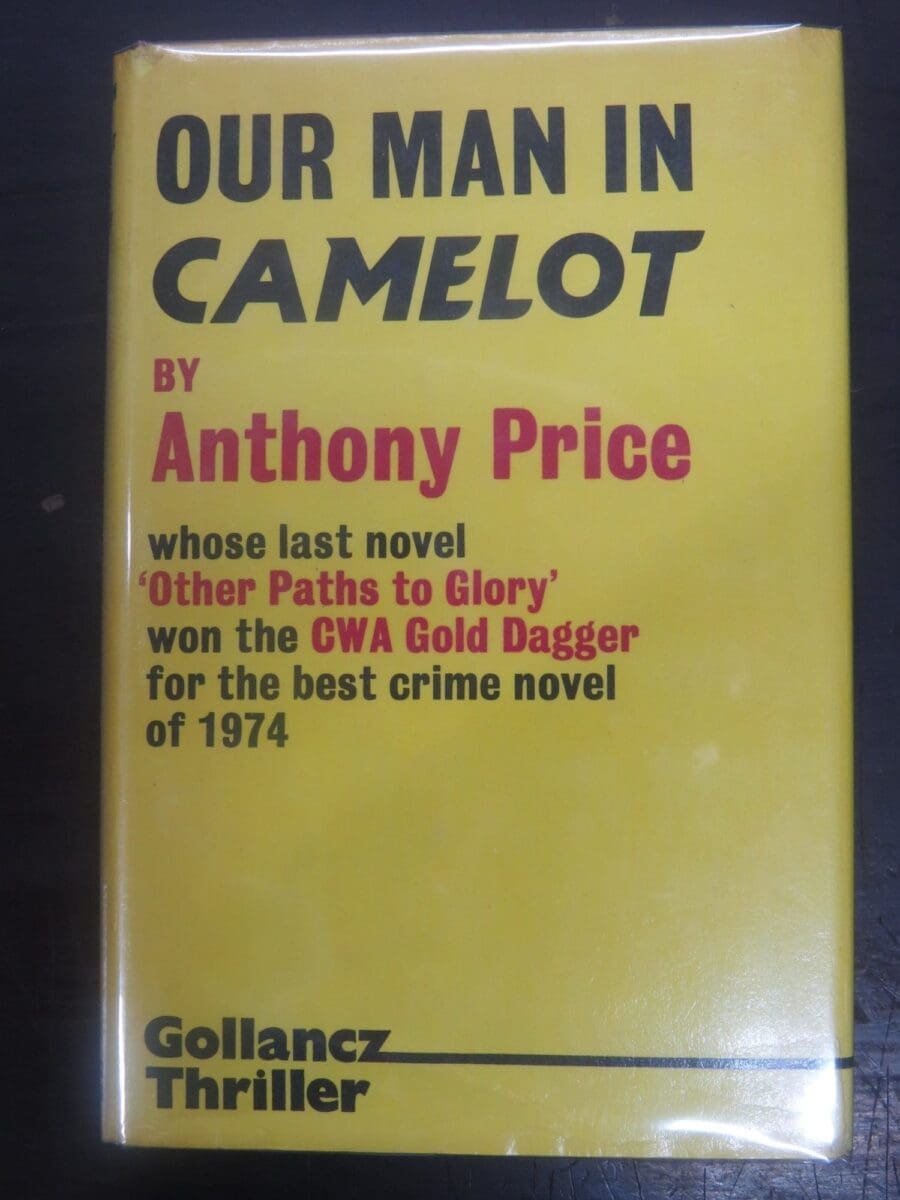 OUR MAN IN
CAMELOT
BY
Anthony Price
whose last novel
‘Other Paths to Glory’
won the CWA Gold Dagger
for the best crime novel
of 1974
Gollancz
Thriller